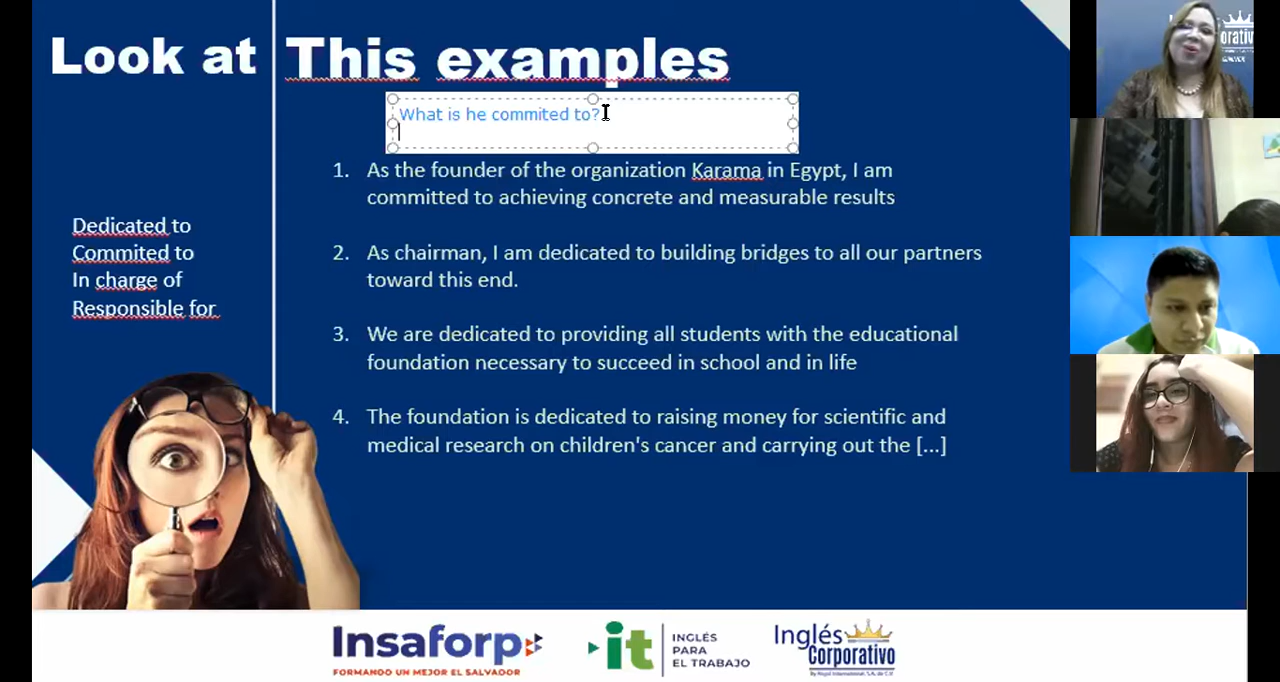 Look at This examples
What is he commited to?
1. As the founder of the organization Karama in Egypt, I am
committed to achieving concrete and measurable results
2. As chairman, I am dedicated to building bridges to all our partners
toward this end.
3. We are dedicated to providing all students with the educational
foundation necessary to succeed in school and in life
4. The foundation is dedicated to raising money for scientific and
medical research on children's cancer and carrying out the [...]
Dedicated to
Commited to
In charge of
Responsible for
Insaforp
FORMANDO UN MEJOR EL SALVADOR
it
INGLÉS
PARA
EL TRABAJO
Inglés
Corporativo